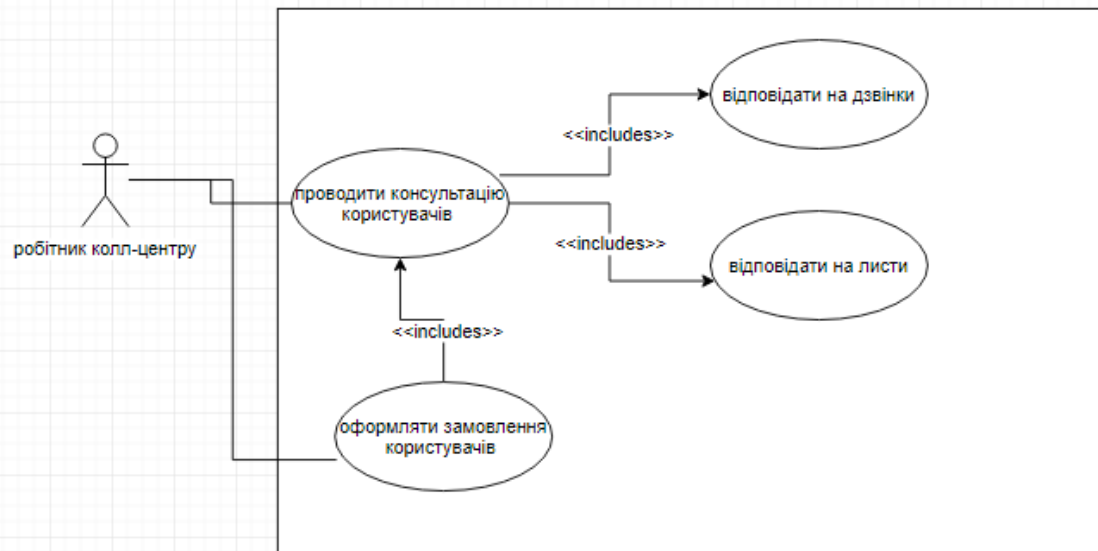 відповідати на дзвінки
<<includes>>
проводити консультацію
користувачів
робітник колл-центру
<<includes>>
відповідати на листи
<<includes>>
оформляти замовлення
користувачів